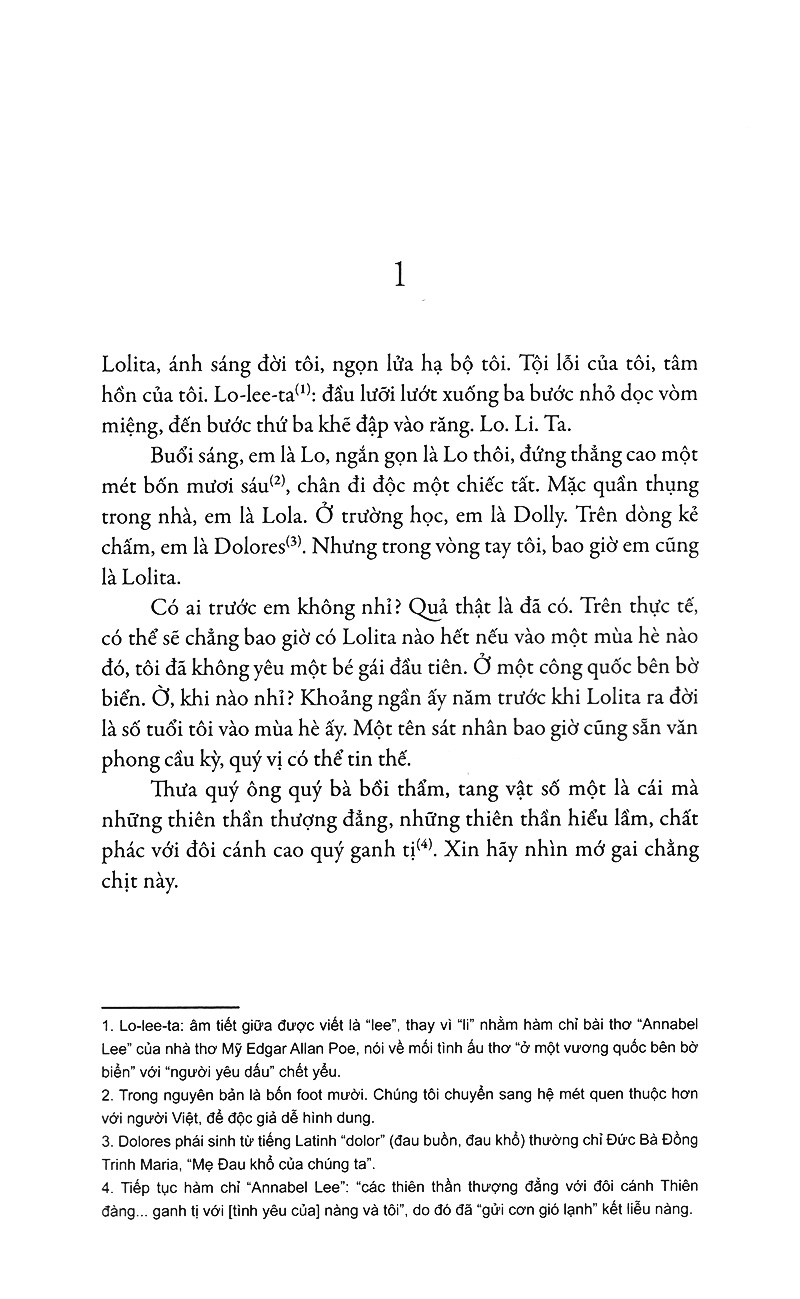 1
Lolita, ánh sáng đời tôi, ngọn lửa hạ bộ tôi. Tội lỗi của tôi, tâm
hồn của tôi. Lo-lee-ta(1): đầu lưỡi lướt xuống ba bước nhỏ dọc vòm
miệng, đến bước thứ ba khẽ đập vào răng. Lo. Li. Ta.
Buổi sáng, em là Lo, ngắn gọn là Lo thôi, đứng thẳng cao một
mét bốn mươi sáu(2), chân đi độc một chiếc tất. Mặc quần thụng
trong nhà, em là Lola. Ở trường học, em là Dolly. Trên dòng kẻ
chấm, em là Dolores(3). Nhưng trong vòng tay tôi, bao giờ em cũng
là Lolita.
Có ai trước em không nhỉ? Quả thật là đã có. Trên thực tế,
có thể sẽ chẳng bao giờ có Lolita nào hết nếu vào một mùa hè nào
đó, tôi đã không yêu một bé gái đầu tiên. Ở một công quốc bên bờ
biển. Ờ, khi nào nhỉ? Khoảng ngần ấy năm trước khi Lolita ra đời
là số tuổi tôi vào mùa hè ấy. Một tên sát nhân bao giờ cũng sẵn văn
phong cầu kỳ, quý vị có thể tin thế.
Thưa quý ông quý bà bồi thẩm, tang vật số một là cái mà
những thiên thần thượng đẳng, những thiên thần hiểu lầm, chất
phác với đôi cánh cao quý ganh tị(4). Xin hãy nhìn mớ gai chằng
chịt này.
1. Lo-lee-ta: âm tiết giữa được viết là “lee”, thay vì “li” nhằm hàm chỉ bài thơ “Annabel
Lee” của nhà thơ Mỹ Edgar Allan Poe, nói về mối tình ấu thơ “ở một vương quốc bên bờ
biển” với “người yêu dấu” chết yểu.
2. Trong nguyên bản là bốn foot mười. Chúng tôi chuyển sang hệ mét quen thuộc hơn
với người Việt, để độc giả dễ hình dung.
3. Dolores phái sinh từ tiếng Latinh “dolor” (đau buồn, đau khổ) thường chỉ Đức Bà Đồng
Trinh Maria, “Mẹ Đau khổ của chúng ta”.
4. Tiếp tục hàm chỉ “Annabel Lee”: “các thiên thần thượng đẳng với đôi cánh Thiên
đàng... ganh tị với [tình yêu của] nàng và tôi”, do đó đã “gửi cơn gió lạnh” kết liễu nàng.